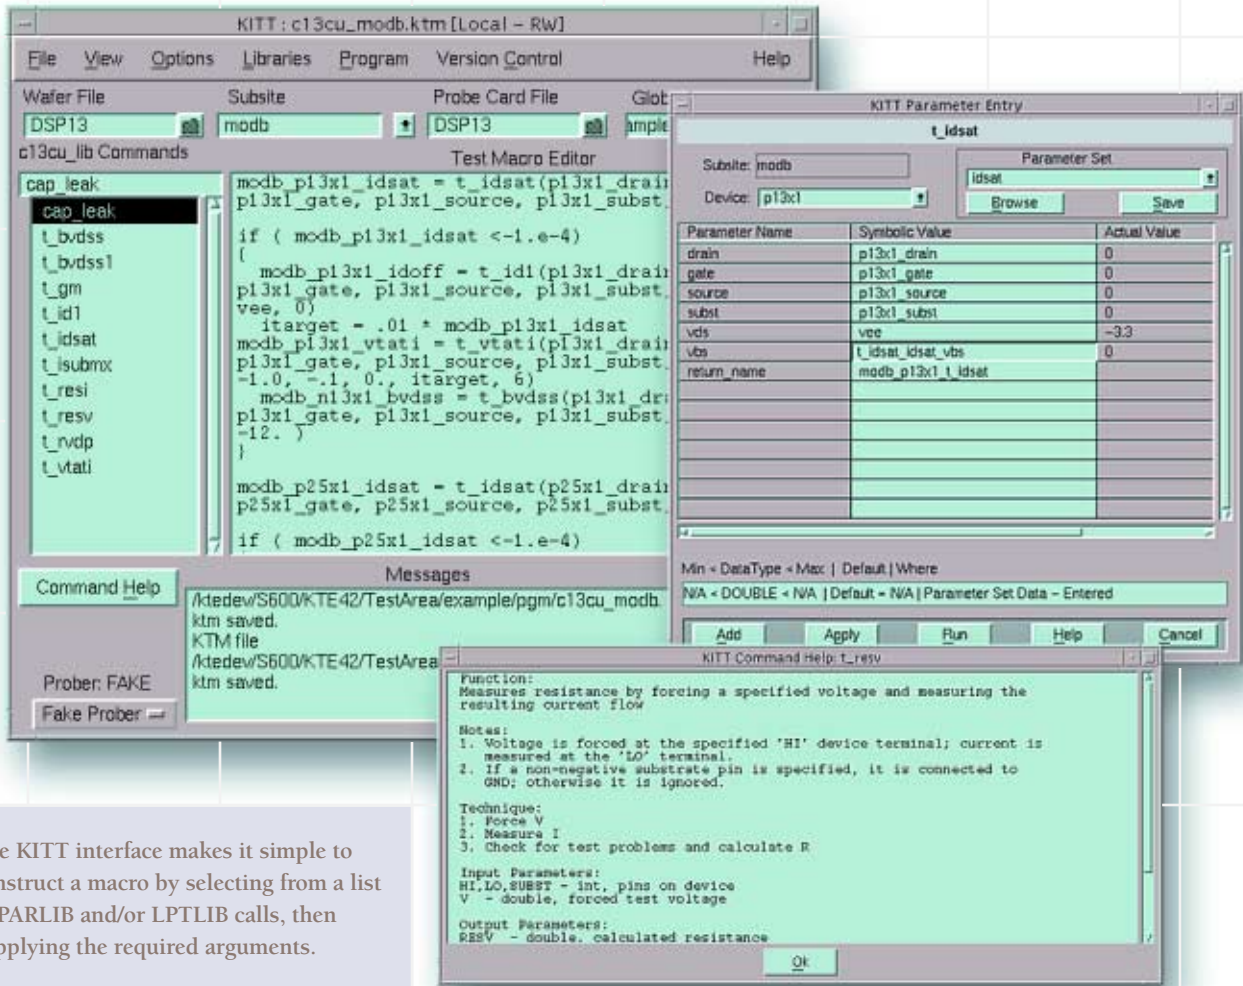 KITT : c13cu_modb.ktm [Local – RW]
File View Options Libraries Program Version Control Help
Wafer File Subsite Probe Card File Glob
DSP13 modb DSP13 ample
c13cu_lib Commands Test Macro Editor
cap_leak
cap_leak
t_bvdss
t_bvdss1
t_gm
t_id1
t_idsat
t_isubmx
t_resi
t_resv
t_rvdp
t_vtati
modb_p13x1_idsat = t_idsat(p13x1_drain
p13x1_gate, p13x1_source, p13x1_subst,
if ( modb_p13x1_idsat <-1.e-4)
{
modb_p13x1_idoff = t_id1(p13x1_drain
p13x1_gate, p13x1_source, p13x1_subst,
vee, 0)
itarget = .01 * modb_p13x1_idsat
modb_p13x1_vtati = t_vtati(p13x1_drain
p13x1_gate, p13x1_source, p13x1_subst,
-1.0, -.1, 0., itarget, 6)
modb_n13x1_bvdss = t_bvdss(p13x1_dra
p13x1_gate, p13x1_source, p13x1_subst,
-12. )
}
modb_p25x1_idsat = t_idsat(p25x1_drain
p25x1_gate, p25x1_source, p25x1_subst,
if ( modb_p25x1_idsat <-1.e-4)
Command Help
Messages
/ktedev/S600/KTE42/TestArea/example/pgm/c13cu_modb.
ktm saved.
KTM file
/ktedev/S600/KTE42/TestArea
ktm saved.
Prober: FAKE
Fake Prober
KITT Parameter Entry
t_idsat
Subsite: modb
Device: p13x1
Parameter Set
idsat
Browse Save
Parameter Name Symbolic Value Actual Value
drain p13x1_drain 0
gate p13x1_gate 0
source p13x1_source 0
subst p13x1_subst 0
vds vee –3.3
vbs t_idsat_idsat_vbs 0
return_name modb_p13x1_t_idsat
Min < DataType < Max | Default | Where
N/A < DOUBLE < N/A | Default = N/A | Parameter Set Data – Entered
Add Apply Run Help Cancel
KITT Command Help: t_resv
Function:
Measures resistance by forcing a specified voltage and measuring the
resulting current flow
Notes:
1. Voltage is forced at the specified 'HI' device terminal; current is
measured at the 'LO' terminal.
2. If a non-negative substrate pin is specified, it is connected to
GND; otherwise it is ignored.
Technique:
1. Force V
2. Measure I
3. Check for test problems and calculate R
Input Parameters:
HI,LO,SUBST - int, pins on device
V - double, forced test voltage
Output Parameters:
RESV - double, calculated resistance
Ok
e KITT interface makes it simple to
nstruct a macro by selecting from a list
PARLIB and/or LPTLIB calls, then
pplying the required arguments.